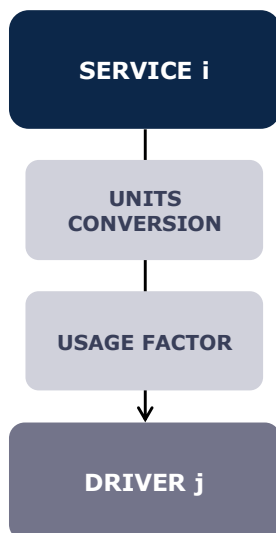 SERVICE i
UNITS
CONVERSION
USAGE FACTOR
DRIVER j